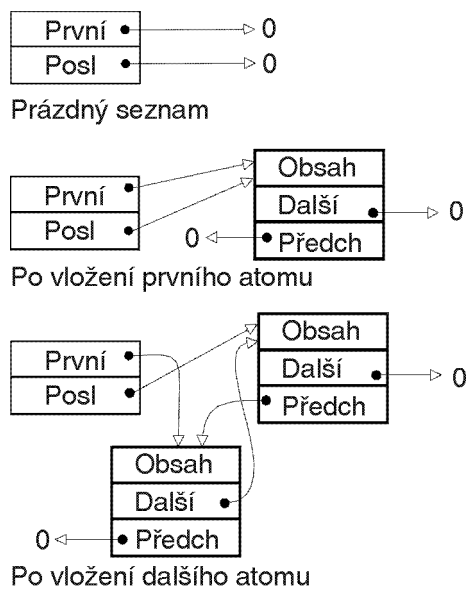 První 0
Posl 0
Prázdný seznam
Obsah
První
Další 0
Posl
0 Předch
Po vložení prvního atomu
Obsah
První
Další 0
Posl
Předch
Obsah
Další
0 Předch
Po vložení dalšího atomu